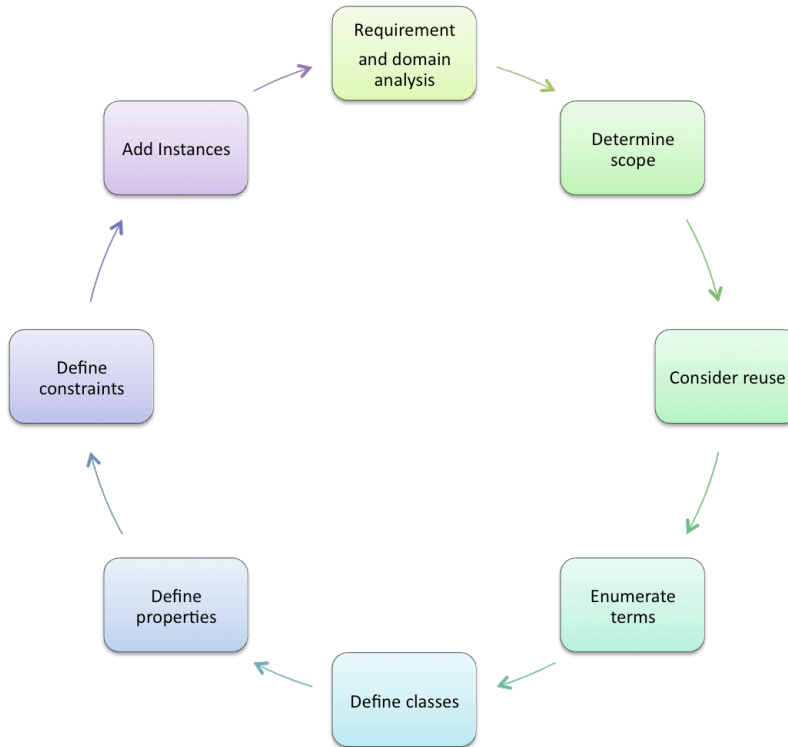 Requirement
and domain
analysis
Determine
scope
Consider reuse
Enumerate
terms
Define classes
Define
properties
Define
constraints
Add Instances